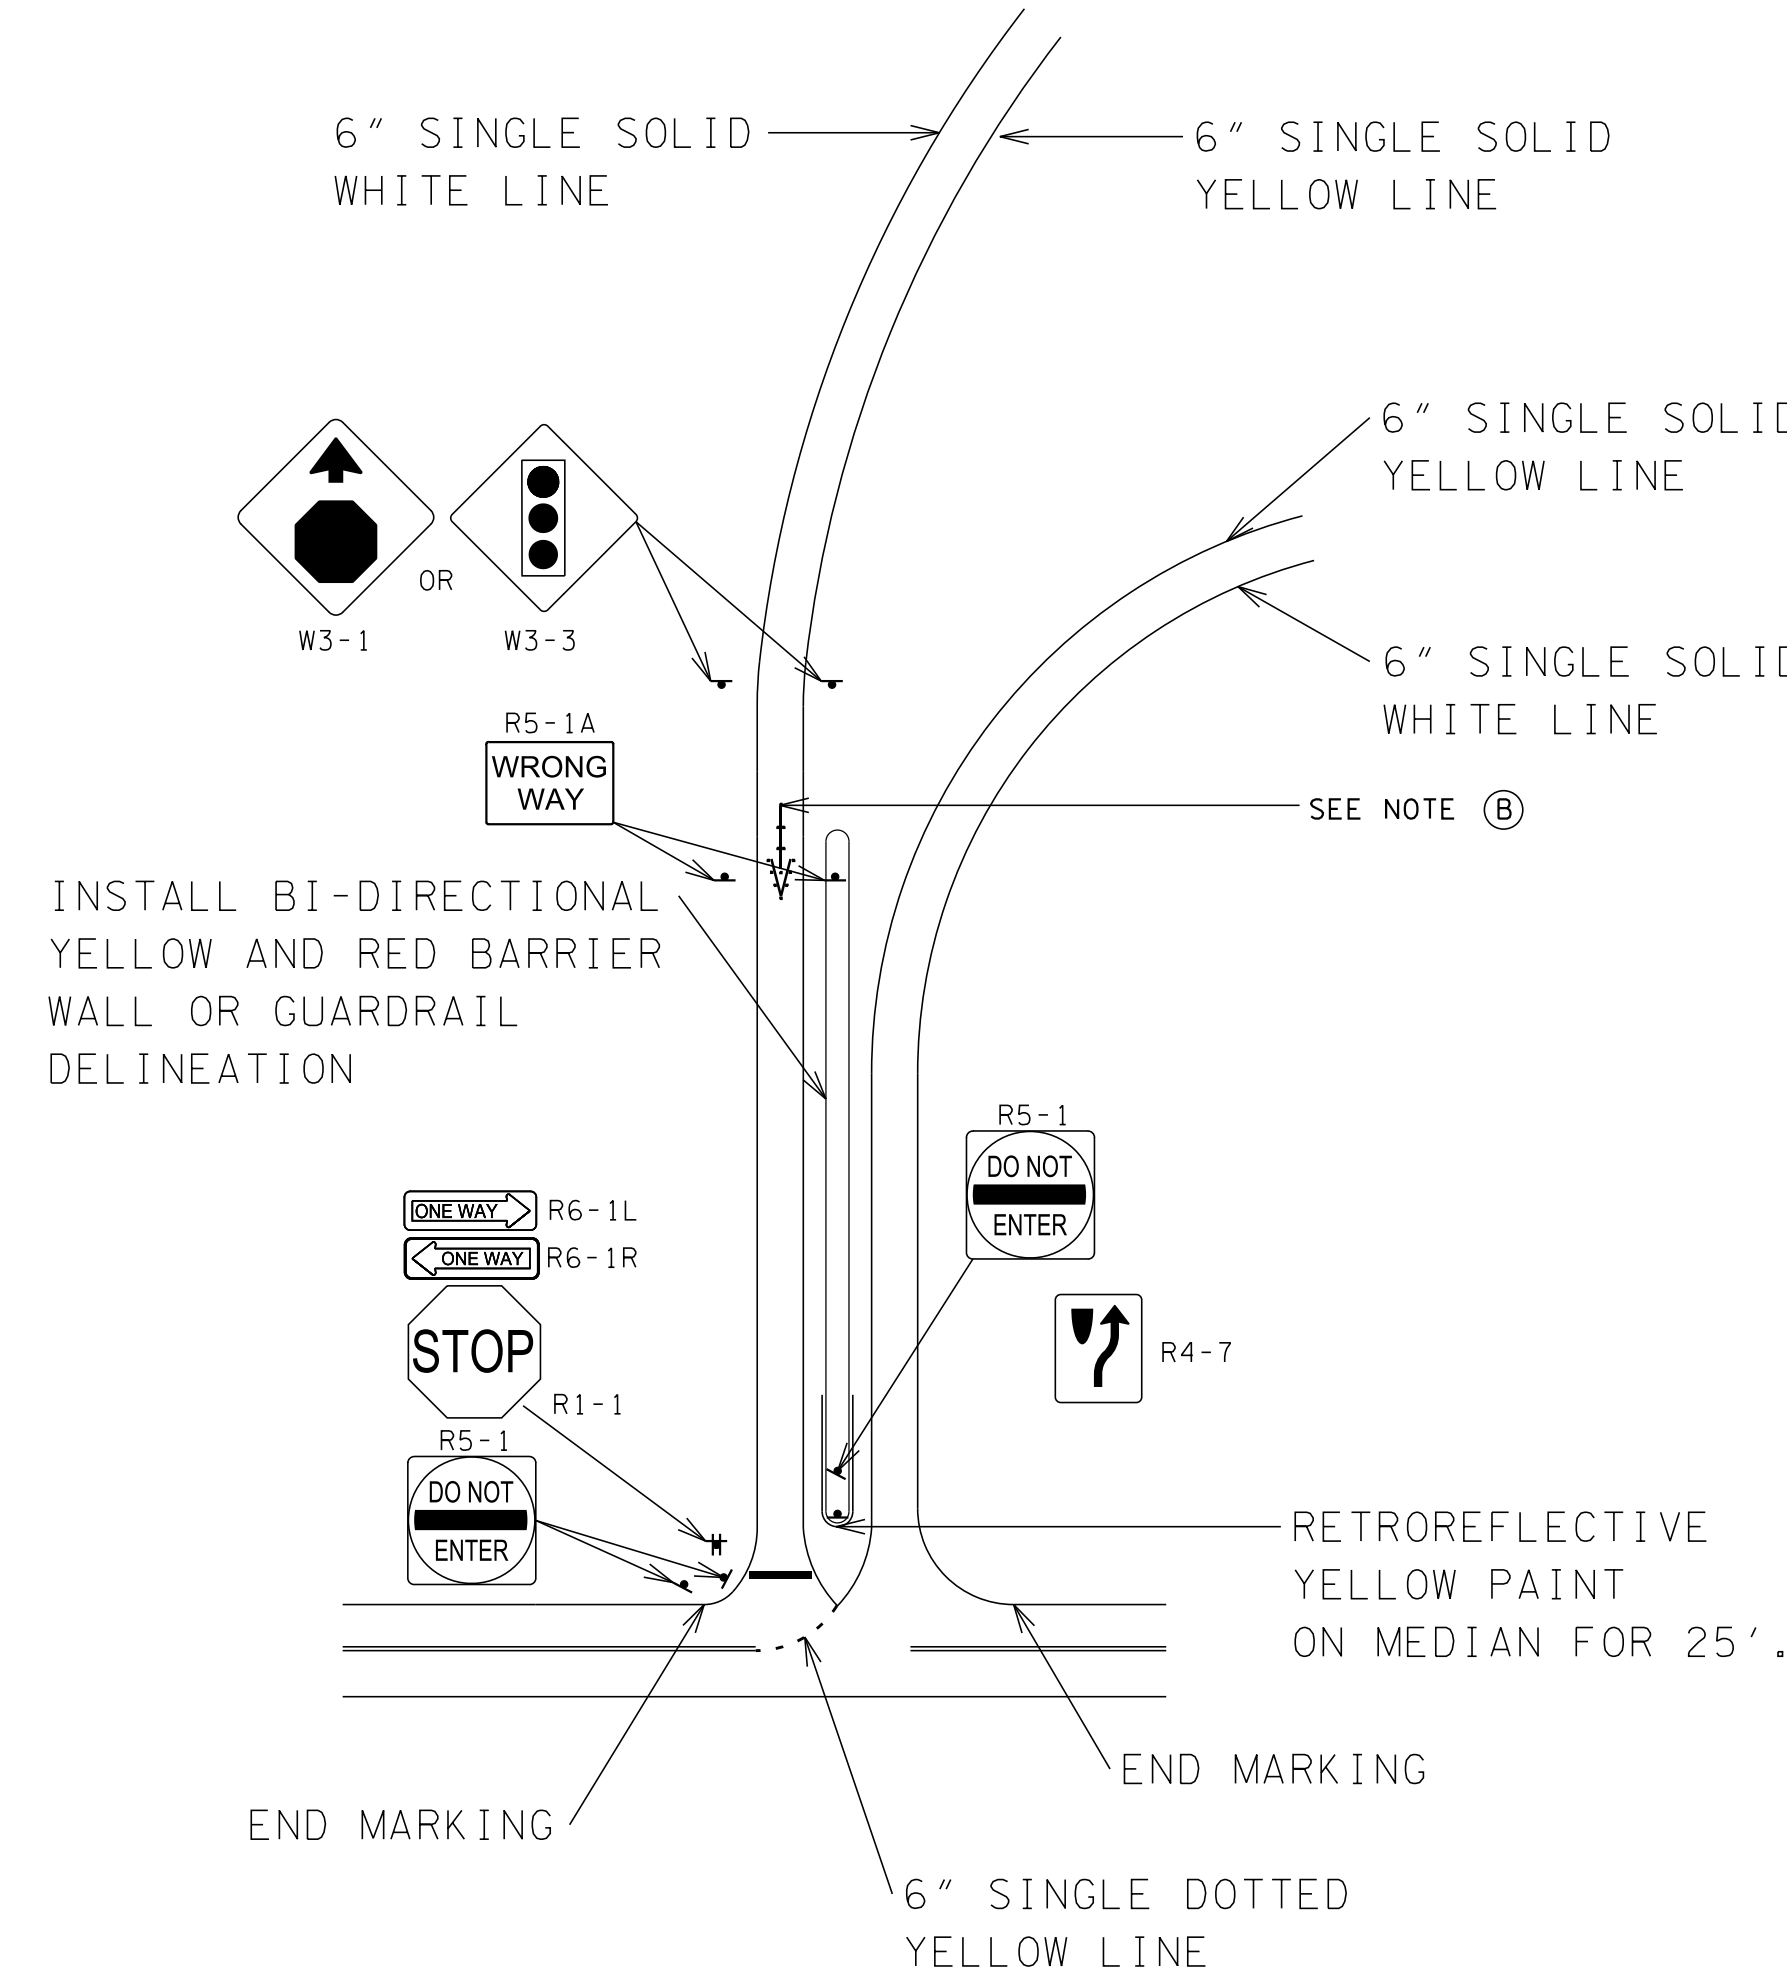 6" SINGLE SOLID
WHITE LINE
6" SINGLE SOLID
YELLOW LINE
6" SINGLE SOLID
YELLOW LINE
OR
W3-1
W3-3
6" SINGLE SOLID
WHITE LINE
R5-1A
WRONG
WAY
SEE NOTE B
INSTALL BI-DIRECTIONAL
YELLOW AND RED BARRIER
WALL OR GUARDRAIL
DELINEATION
R5-1
DO NOT
ENTER
ONE WAY R6-1L
ONE WAY R6-1R
STOP
R4-7
R1-1
R5-1
DO NOT
ENTER
RETROREFLECTIVE
YELLOW PAINT
ON MEDIAN FOR 25'.
END MARKING
END MARKING
6" SINGLE DOTTED
YELLOW LINE